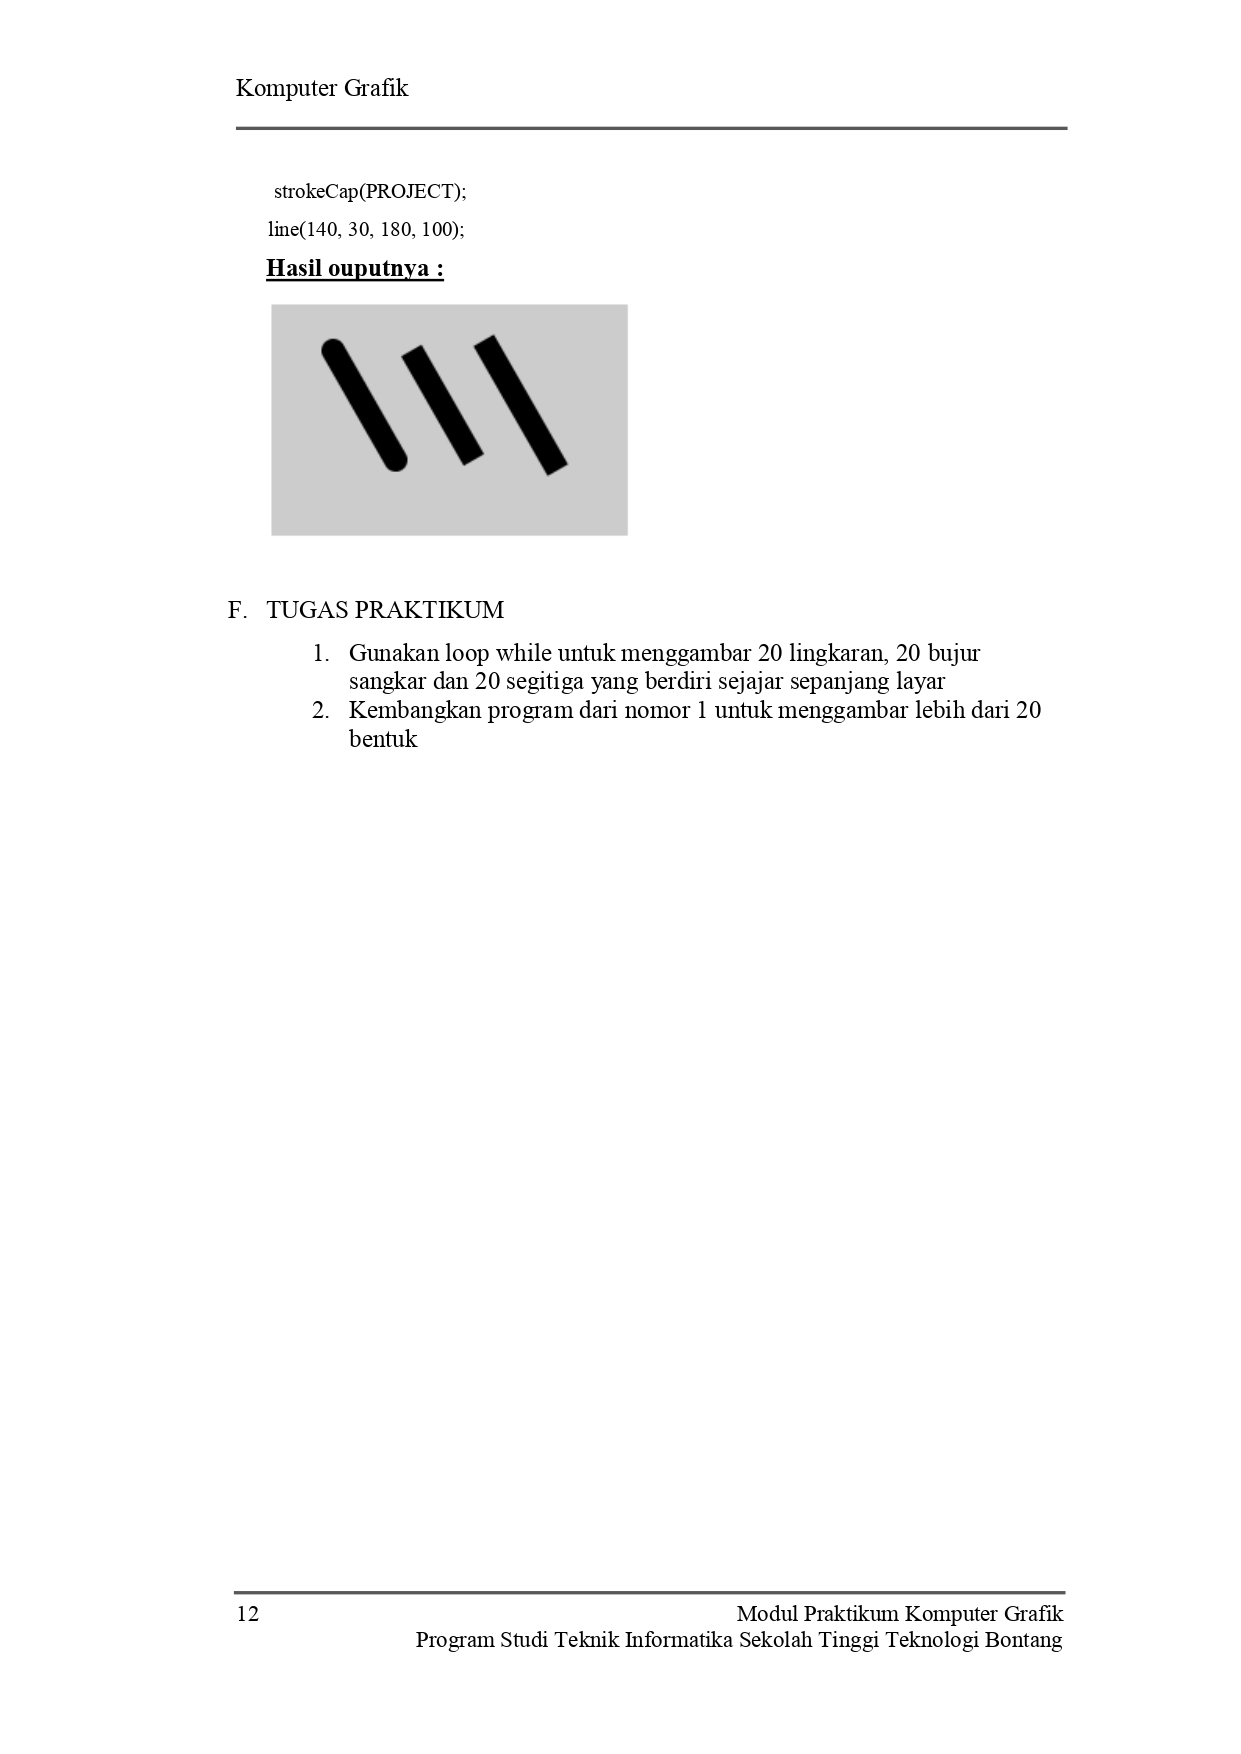 Komputer Grafik
strokeCap(PROJECT);
line(140, 30, 180, 100);
Hasil ouputnya :
F. TUGAS PRAKTIKUM
1. Gunakan loop while untuk menggambar 20 lingkaran, 20 bujur
sangkar dan 20 segitiga yang berdiri sejajar sepanjang layar
2. Kembangkan program dari nomor 1 untuk menggambar lebih dari 20
bentuk
12 Modul Praktikum Komputer Grafik
Program Studi Teknik Informatika Sekolah Tinggi Teknologi Bontang